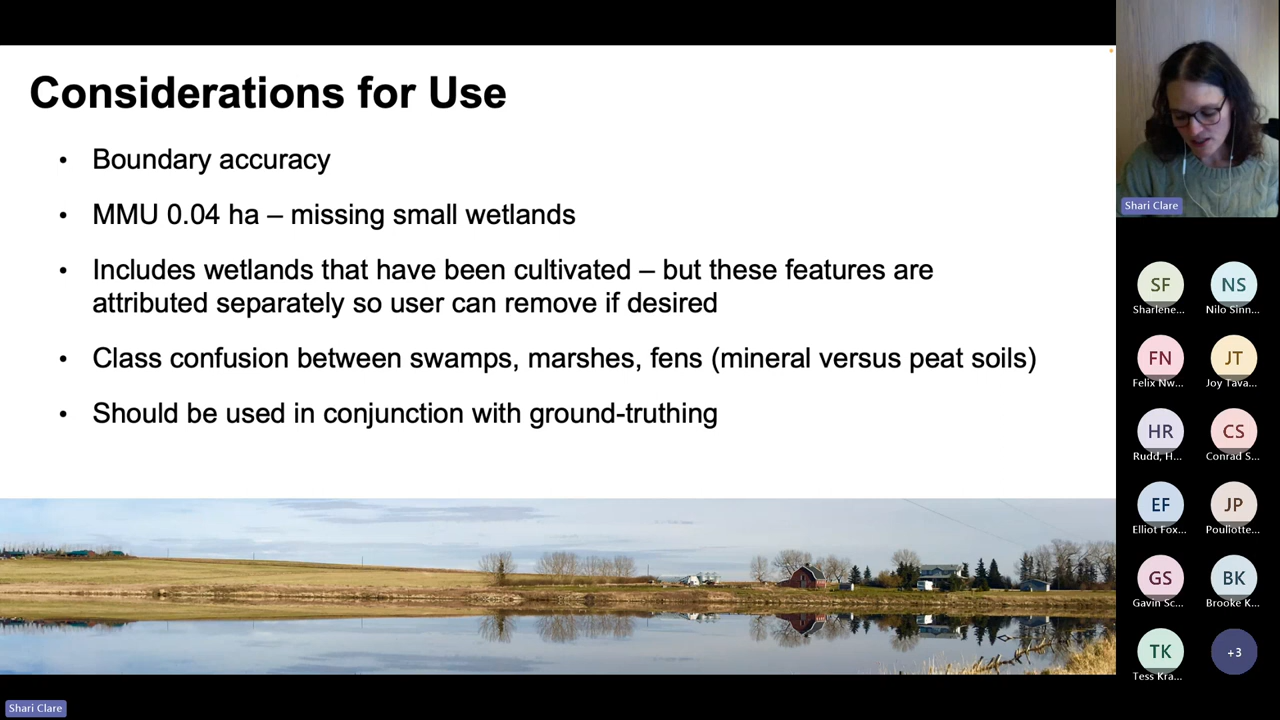 Considerations for Use
• Boundary accuracy
• MMU 0.04 ha – missing small wetlands
• Includes wetlands that have been cultivated – but these features are
attributed separately so user can remove if desired
• Class confusion between swamps, marshes, fens (mineral versus peat soils)
• Should be used in conjunction with ground-truthing
Shari Clare
SF
Sharlene...
NS
Nilo Sinn...
FN
Felix Nw...
JT
Joy Tava...
HR
Rudd, H...
CS
Conrad S...
EF
Elliot Fox...
JP
Pouliotte...
GS
Gavin Sc...
BK
Brooke K...
TK
Tess Kra...
+3
Shari Clare